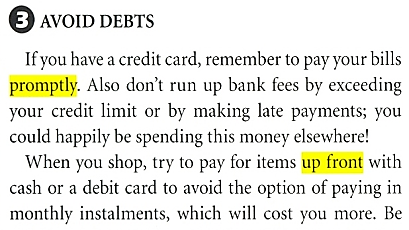 3 AVOID DEBTS
If you have a credit card, remember to pay your bills
promptly. Also don't run up bank fees by exceeding
your credit limit or by making late payments; you
could happily be spending this money elsewhere!
When you shop, try to pay for items up front with
cash or a debit card to avoid the option of paying in
monthly instalments, which will cost you more. Be